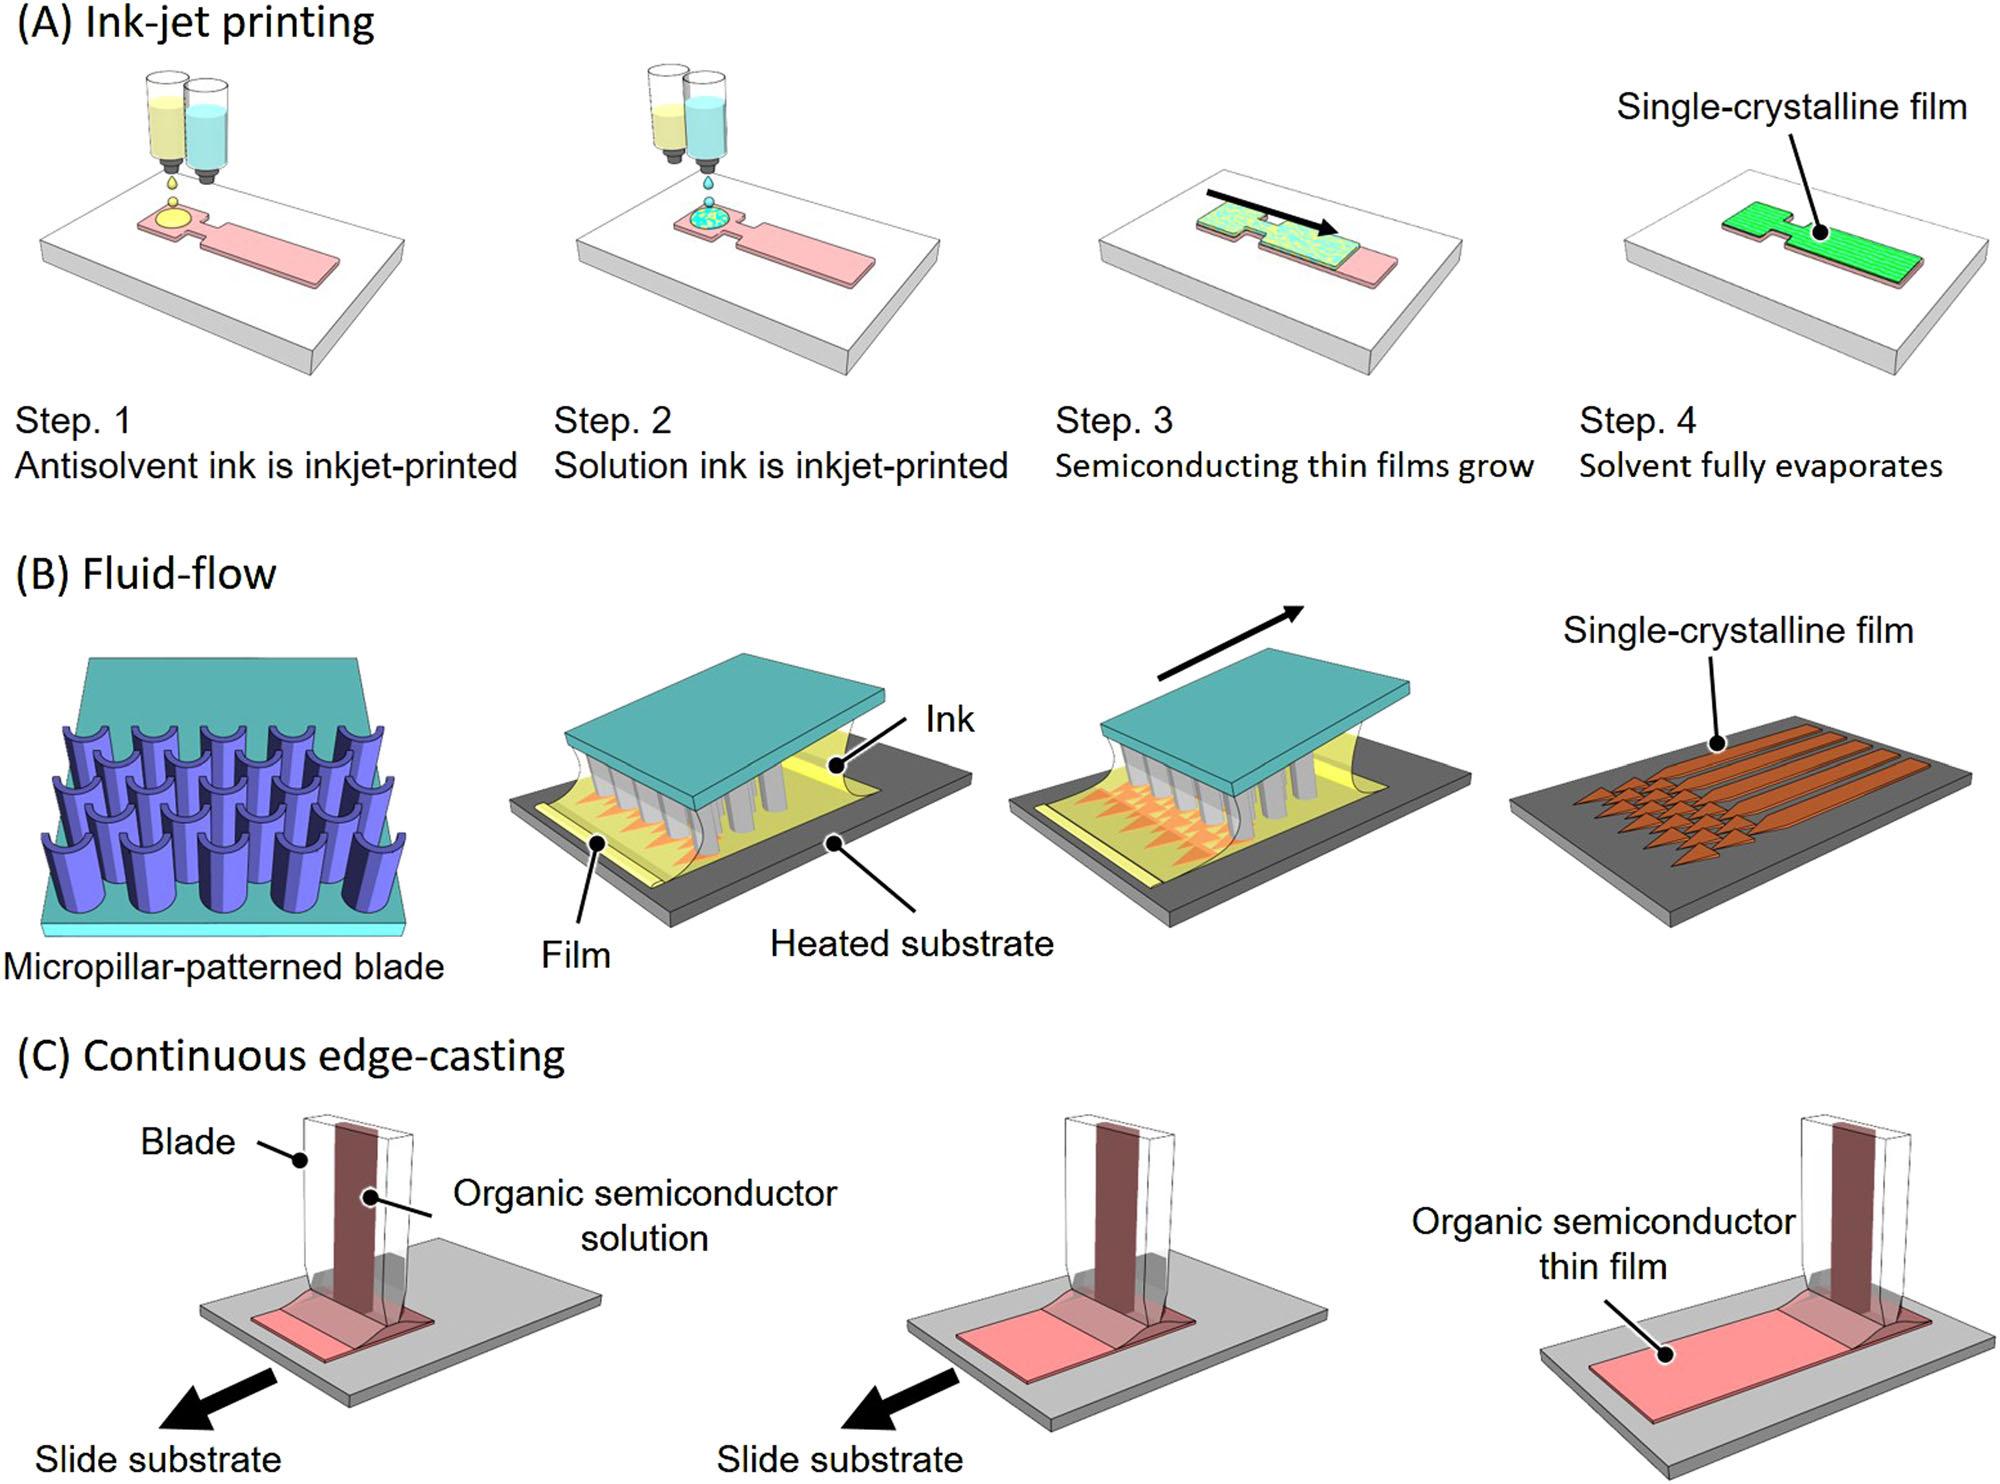 (A) Ink-jet printing
Single-crystalline film
Step. 1
Antisolvent ink is inkjet-printed
Step. 2
Solution ink is inkjet-printed
Step. 3
Semiconducting thin films grow
Step. 4
Solvent fully evaporates
(B) Fluid-flow
Micropillar-patterned blade
Ink
Film
Heated substrate
Single-crystalline film
(C) Continuous edge-casting
Blade
Organic semiconductor
solution
Slide substrate
Slide substrate
Organic semiconductor
thin film